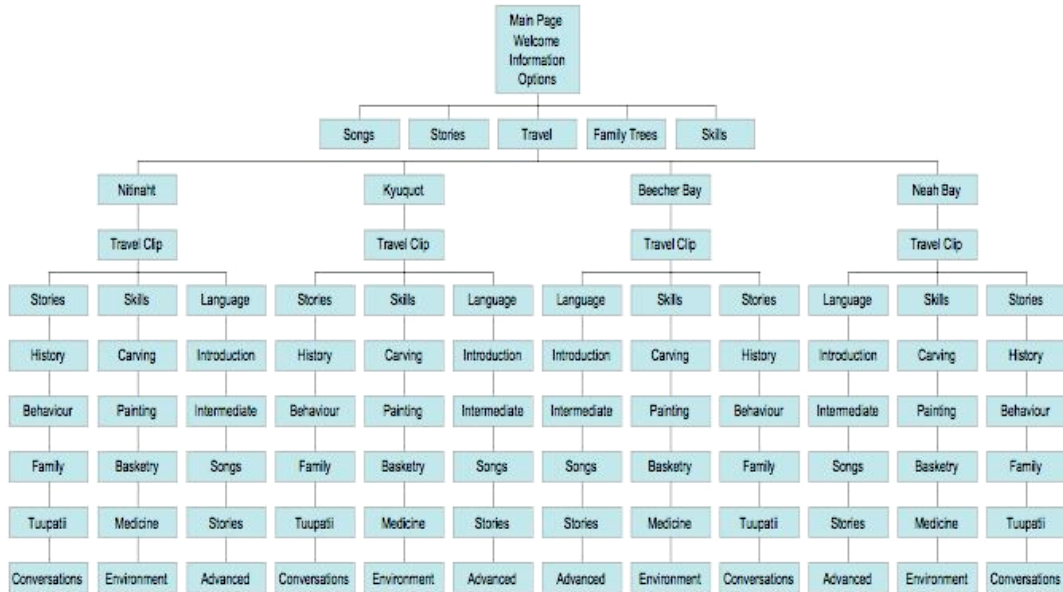 Main Page
Welcome
Information
Options
Songs Stories Travel Family Trees Skills
Nitinaht Kyuquot Beecher Bay Neah Bay
Travel Clip Travel Clip Travel Clip Travel Clip
Stories Skills Language Stories Skills Language Language Skills Stories Language Skills Stories
History Carving Introduction History Carving Introduction Introduction Carving History Introduction Carving History
Behaviour Painting Intermediate Behaviour Painting Intermediate Intermediate Painting Behaviour Intermediate Painting Behaviour
Family Basketry Songs Family Basketry Songs Songs Basketry Family Songs Basketry Family
Tuupatii Medicine Stories Tuupatii Medicine Stories Stories Medicine Tuupatii Stories Medicine Tuupatii
Conversations Environment Advanced Conversations Environment Advanced Advanced Environment Conversations Advanced Environment Conversations